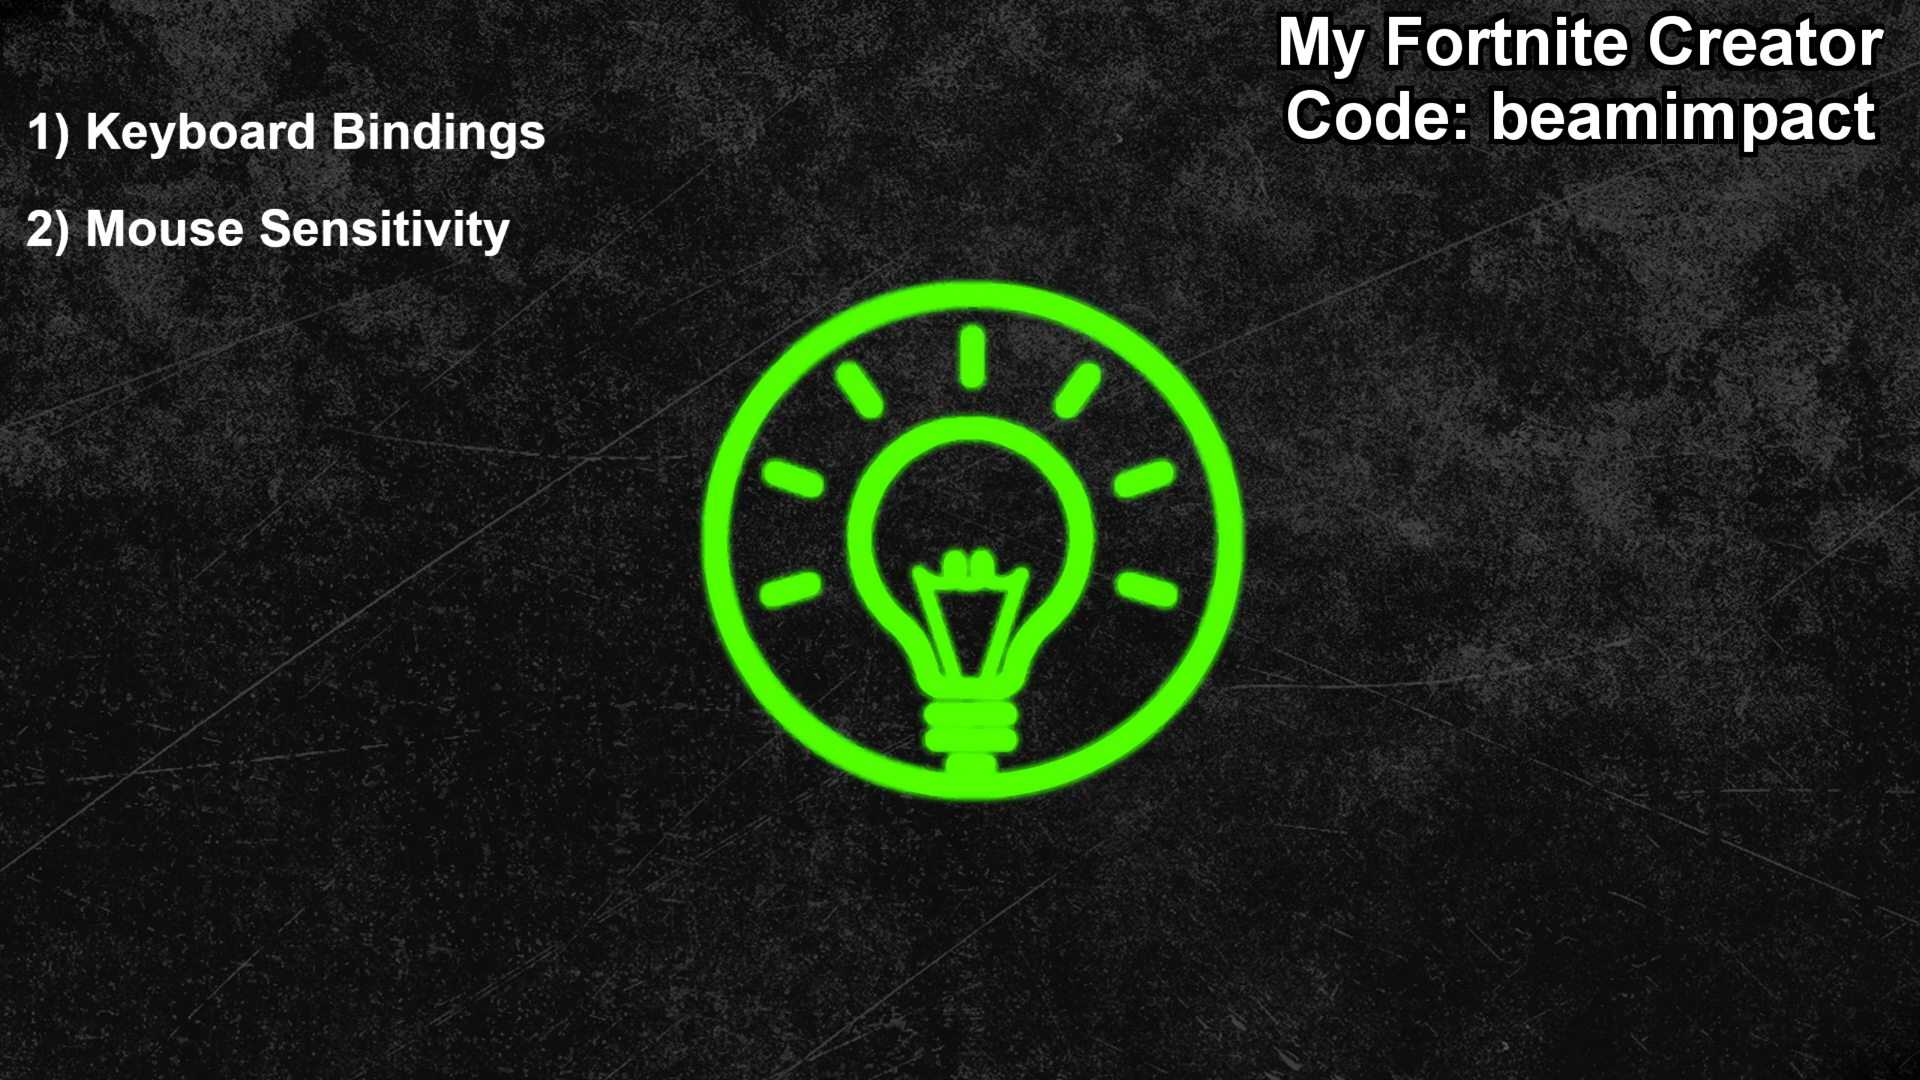 My Fortnite Creator
Code: beamimpact
1) Keyboard Bindings
2) Mouse Sensitivity